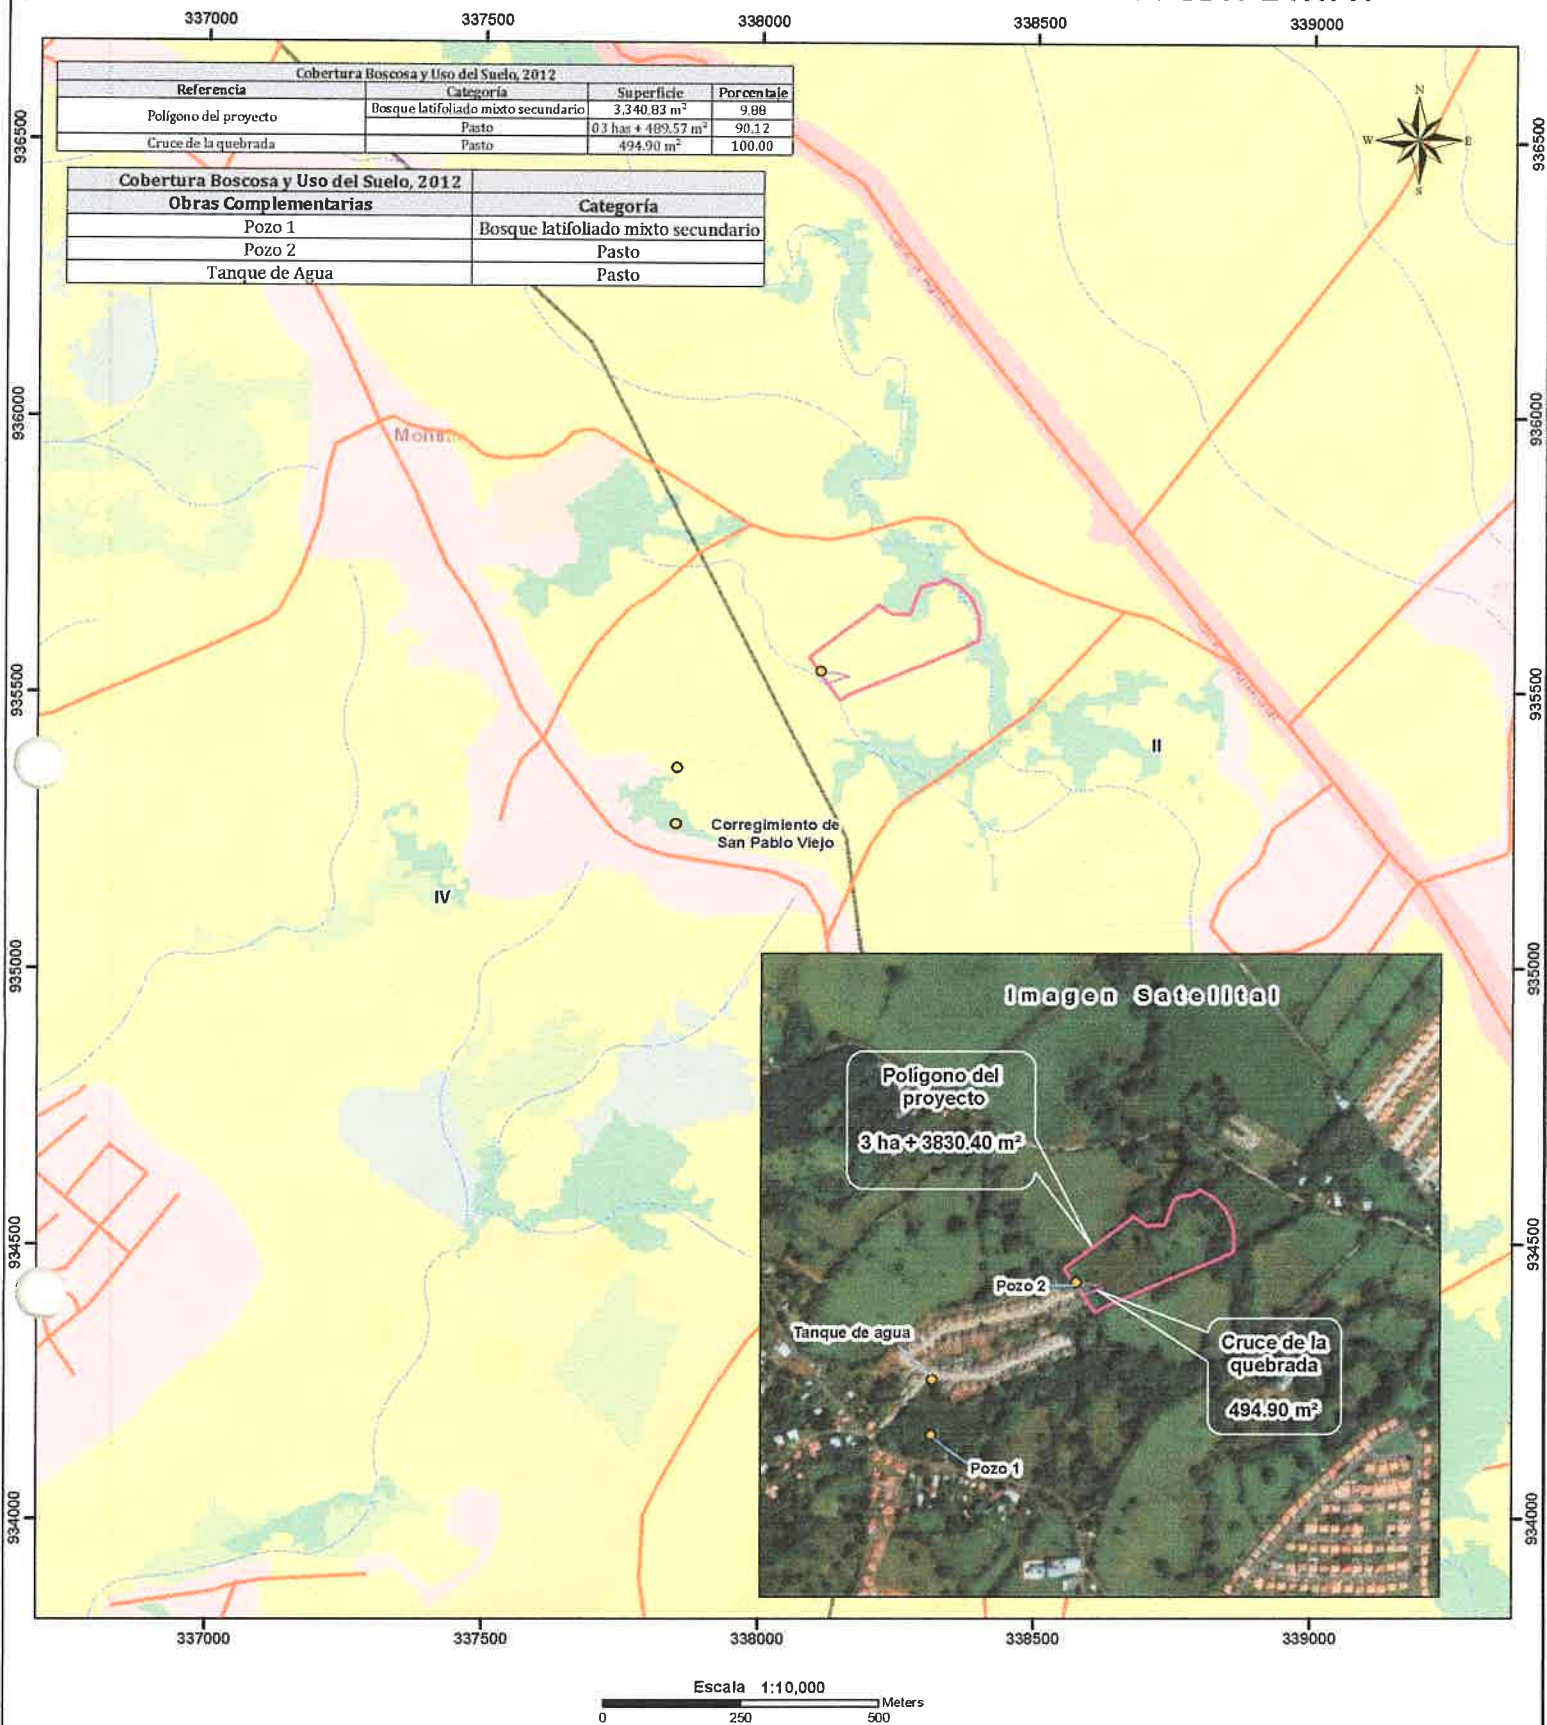 337000 337500 338000 338500 339000
Cobertura Boscosa y Uso del Suelo, 2012
Referencia Categoría Superficie Porcentaje
Polígono del proyecto Bosque latifoliado mixto secundario 3,340.83 m² 9.88
Pasto 03 has + 489.57 m² 90.12
Cruce de la quebrada Pasto 494.90 m² 100.00
Cobertura Boscosa y Uso del Suelo, 2012
Obras Complementarias Categoría
Pozo 1 Bosque latifoliado mixto secundario
Pozo 2 Pasto
Tanque de Agua Pasto
N
W E
S
936500 936500
936000 936000
935500 935500
II
Corregimiento de
San Pablo Viejo
IV
935000 935000
Imagen Satelital
Polígono del
proyecto
3 ha + 3830.40 m²
934500 934500
Pozo 2
Tanque de agua
Cruce de la
quebrada
494.90 m²
Pozo 1
934000 934000
337000 337500 338000 338500 339000
Escala 1:10,000
Meters
0 250 500